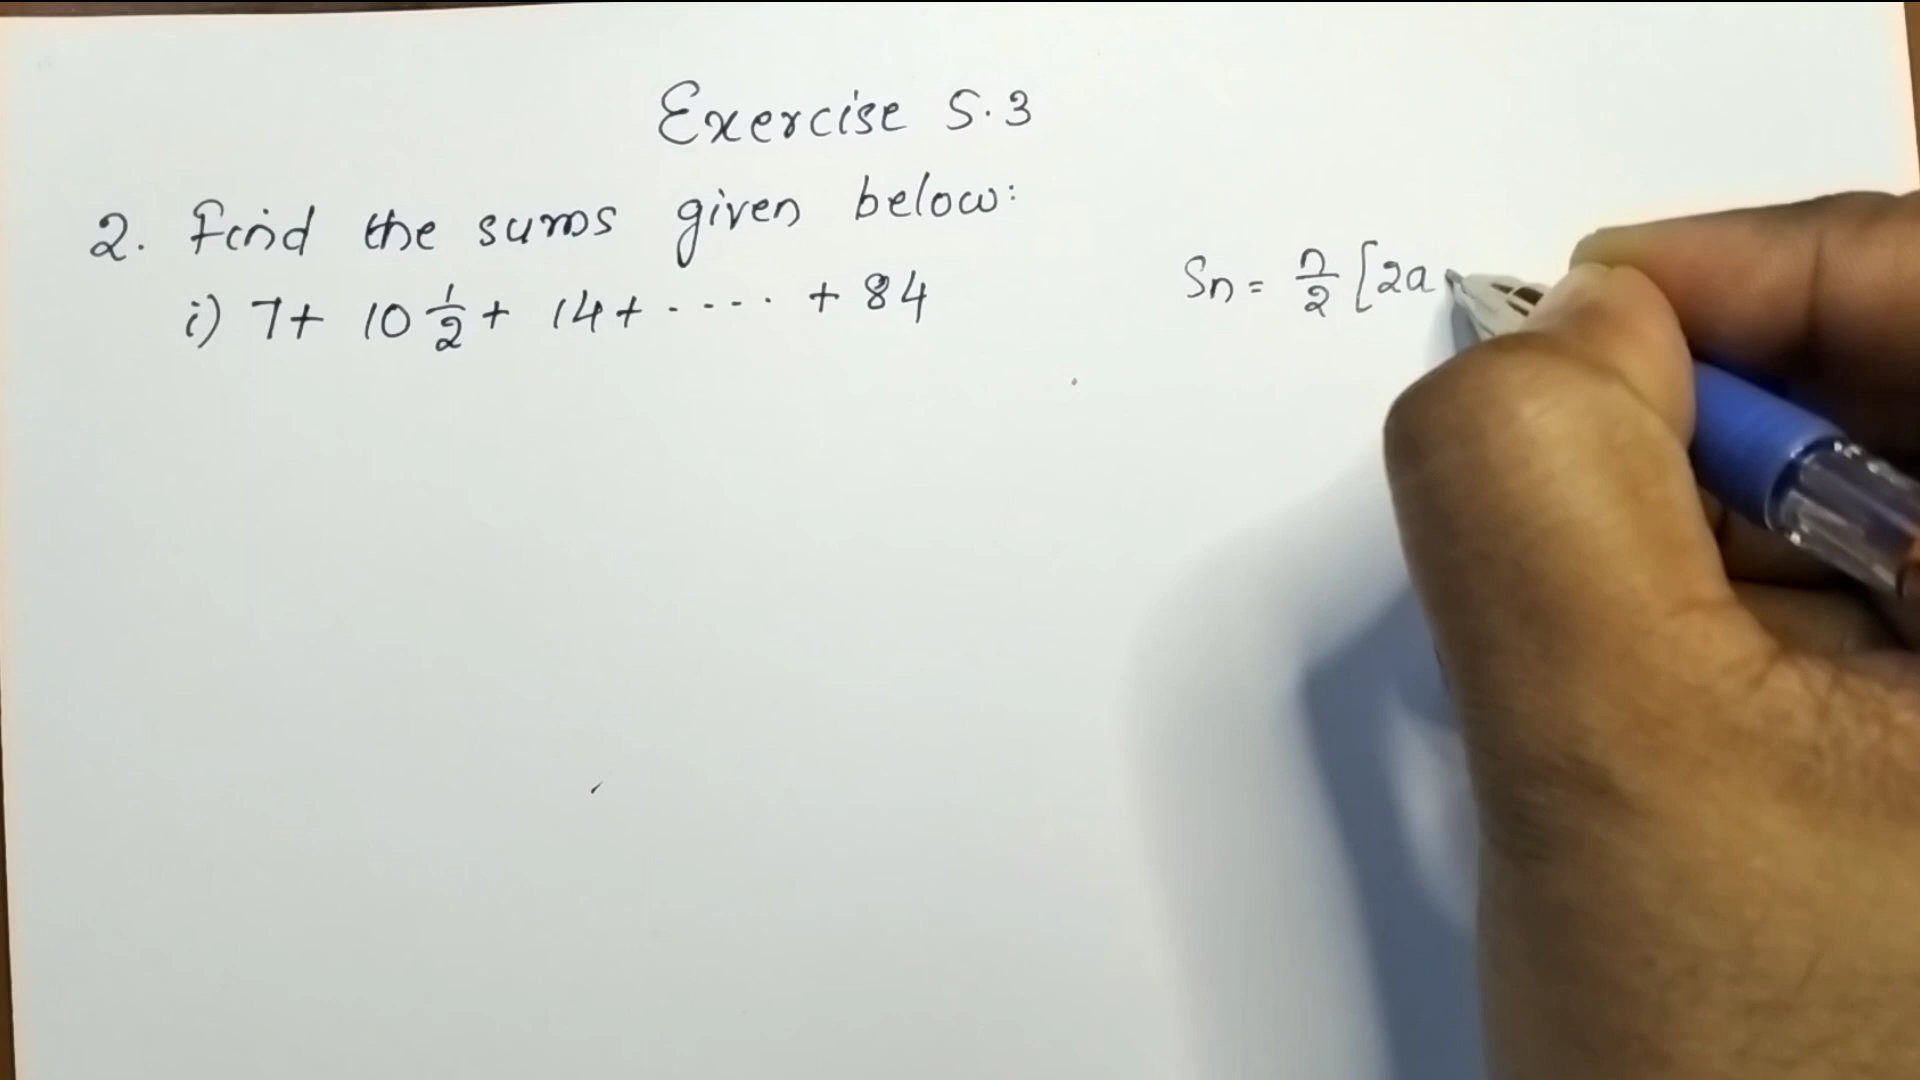 Exercise 5.3
2. Find the sums given below:
i) 7+ 10 1/2 + 14 + ..... + 84
Sn = n/2 [2a